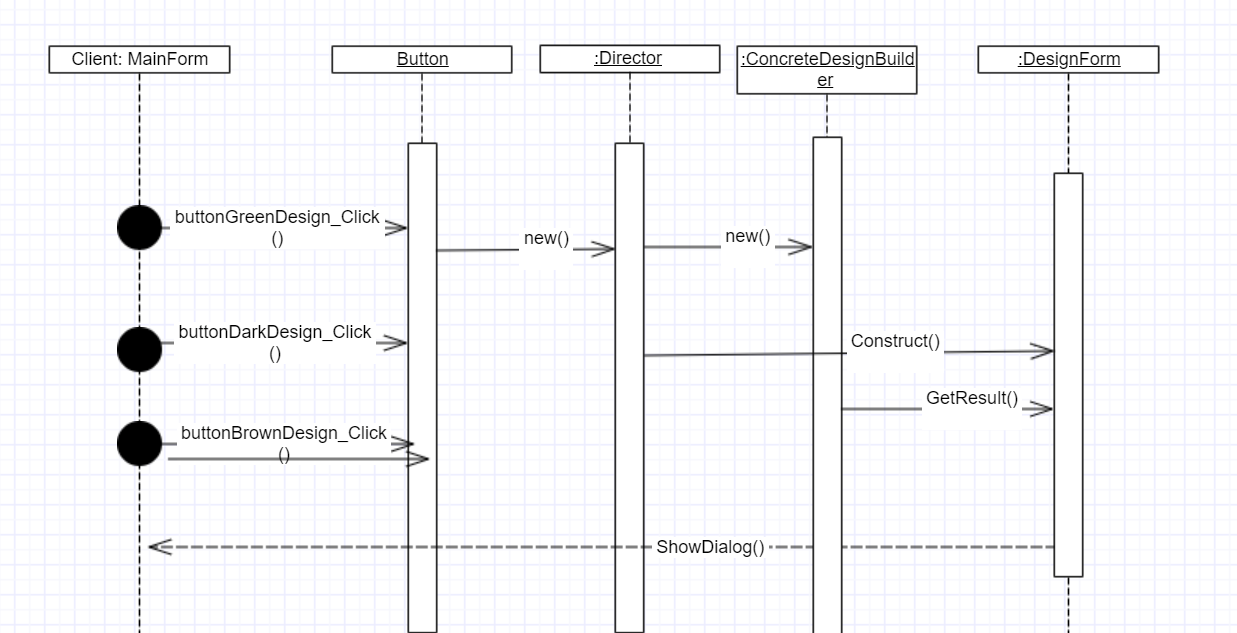 Client: MainForm
Button
:Director
:ConcreteDesignBuild
er
:DesignForm
buttonGreenDesign_Click
()
new()
new()
buttonDarkDesign_Click
()
Construct()
GetResult()
buttonBrownDesign_Click
()
ShowDialog()